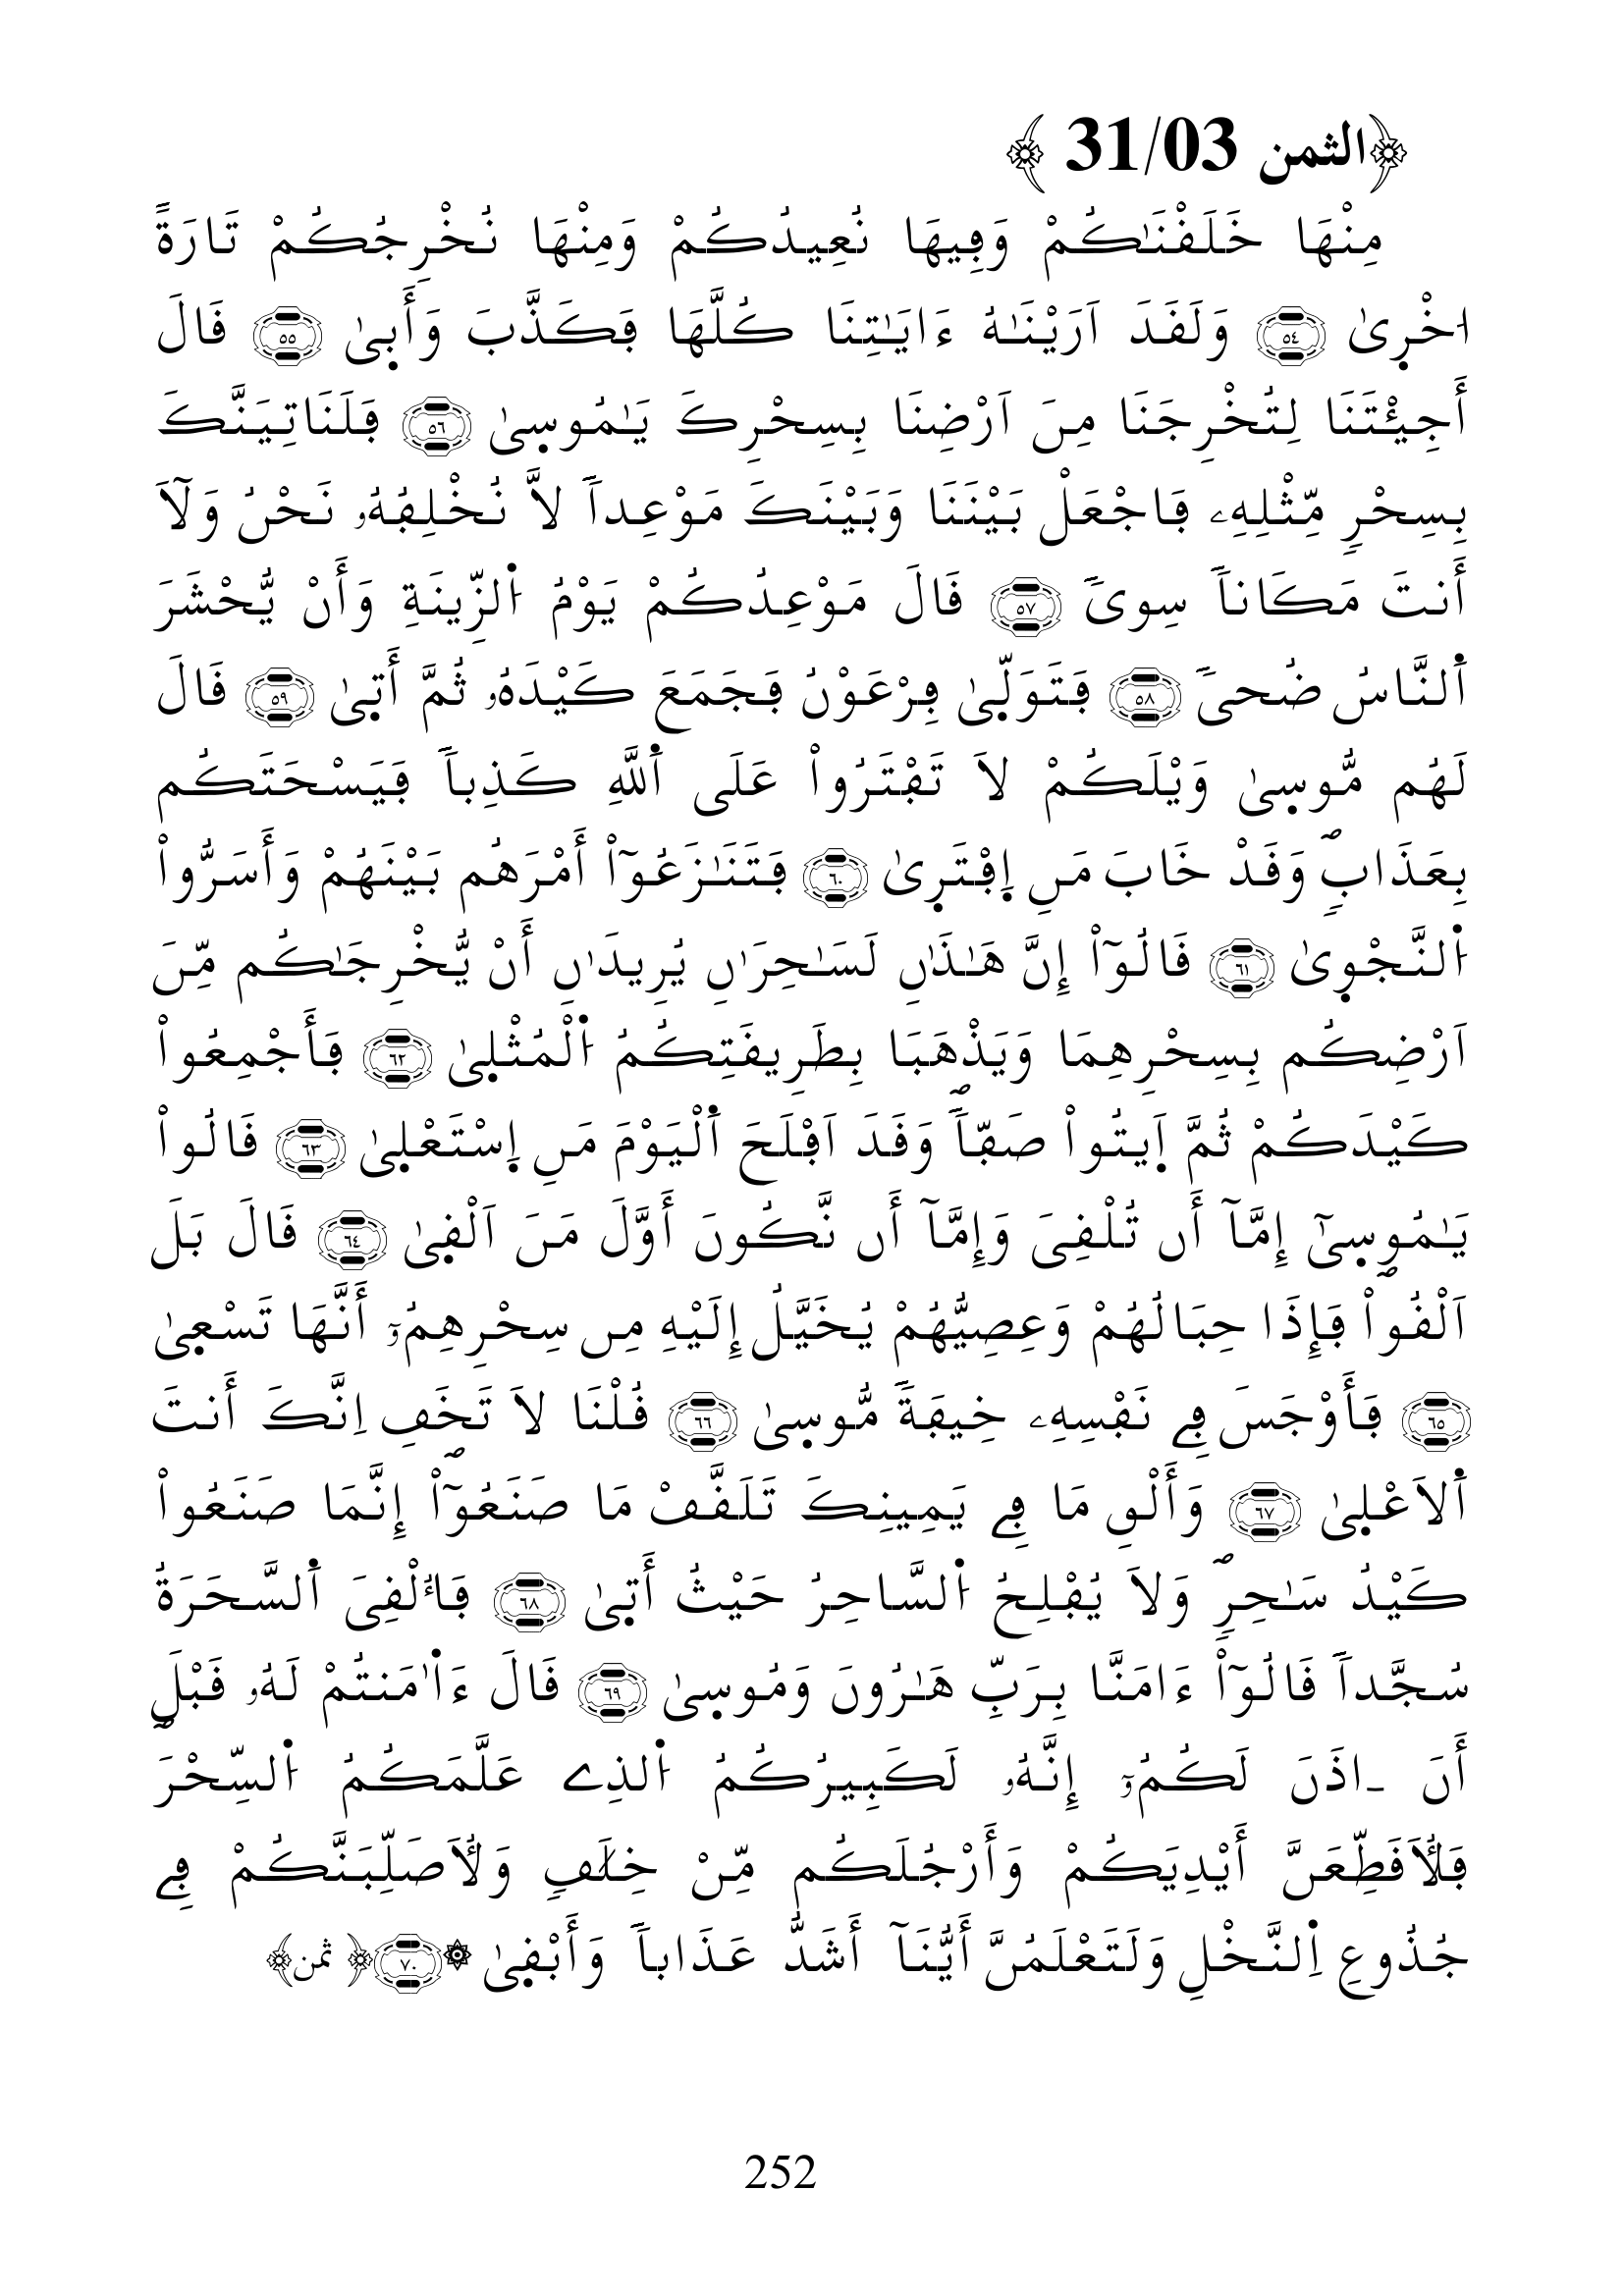 ﴿الثمن 31/03 ﴾
مِنْهَا خَلَفْنَٰكُمْ وَفِيهَا نُعِيدُكُمْ وَمِنْهَا نُخْرِجُكُمْ تَارَةً
ا۟خْر۪ىٰ ٥٤ وَلَفَدَ اَرَيْنَٰهُ ءَايَٰتِنَا كُلَّهَا فَكَذَّبَ وَأَب۪ىٰ ٥٥ فَالَ
أَجِئْتَنَا لِتُخْرِجَنَا مِنَ اَرْضِنَا بِسِحْرِكَ يَٰمُوس۪ىٰ ٥٦ فَلَنَاتِيَنَّكَ
بِسِحْرٖ مِّثْلِهِۦ فَاجْعَلْ بَيْنَنَا وَبَيْنَكَ مَوْعِداٗ لَّا نُخْلِفُهُۥ نَحْنُ وَلَآ
أَنتَ مَكَاناٗ سِوىٗ ٥٧ فَالَ مَوْعِدُكُمْ يَوْمُ اُ۬لزِّينَةِ وَأَنْ يُّحْشَرَ
اَ۬لنَّاسُ ضُحىٗ ٥٨ فَتَوَلّ۪ىٰ فِرْعَوْنُ فَجَمَعَ كَيْدَهُۥ ثُمَّ أَت۪ىٰ ٥٩ فَالَ
لَهُم مُّوس۪ىٰ وَيْلَكُمْ لَا تَفْتَرُواْ عَلَى اَ۬للَّهِ كَذِباٗ فَيَسْحَتَكُم
بِعَذَابٖۖ وَفَدْ خَابَ مَنِ اِ۪فْتَر۪ىٰ ٦٠ فَتَنَٰزَعُوٓاْ أَمْرَهُم بَيْنَهُمْ وَأَسَرُّواْ
اُ۬لنَّجْو۪ىٰ ٦١ فَالُوٓاْ إِنَّ هَٰذَٰنِ لَسَٰحِرَٰنِ يُرِيدَٰنِ أَنْ يُّخْرِجَٰكُم مِّنَ
اَرْضِكُم بِسِحْرِهِمَا وَيَذْهَبَا بِطَرِيفَتِكُمُ اُ۬لْمُثْل۪ىٰ ٦٢ فَأَجْمِعُواْ
كَيْدَكُمْ ثُمَّ اَ۪يتُواْ صَفّاٗۖ وَفَدَ اَفْلَحَ اَ۬لْيَوْمَ مَنِ اِ۪سْتَعْل۪ىٰ ٦٣ فَالُواْ
يَٰمُوس۪ىٰٓ إِمَّآ أَن تُلْفِىَ وَإِمَّآ أَن نَّكُونَ أَوَّلَ مَنَ اَلْف۪ىٰ ٦٤ فَالَ بَلَ
اَلْفُواْۖ فَإِذَا حِبَالُهُمْ وَعِصِيُّهُمْ يُخَيَّلُ إِلَيْهِ مِن سِحْرِهِمُۥٓ أَنَّهَا تَسْع۪ىٰ
٦٥ فَأَوْجَسَ فِے نَفْسِهِۦ خِيفَةٗ مُّوس۪ىٰ ٦٦ فُلْنَا لَا تَخَفِ اِنَّكَ أَنتَ
اَ۬لَاعْل۪ىٰ ٦٧ وَأَلْقِ مَا فِے يَمِينِكَ تَلَفَّفْ مَا صَنَعُوٓاْۖ إِنَّمَا صَنَعُواْ
كَيْدُ سَٰحِرٖۖ وَلَا يُفْلِحُ اُ۬لسَّاحِرُ حَيْثُ أَت۪ىٰ ٦٨ فَأُلْفِىَ اَ۬لسَّحَرَةُ
سُجَّداٗ فَالُوٓاْ ءَامَنَّا بِرَبِّ هَٰرُونَ وَمُوس۪ىٰ ٦٩ فَالَ ءَا۬مَنتُمْ لَهُۥ فَبْلَ
أَنَ ـاذَنَ لَكُمُۥٓۖ إِنَّهُۥ لَكَبِيرُكُمُ اُ۬لذِے عَلَّمَكُمُ اُ۬لسِّحْرَ
فَلَأُفَطِّعَنَّ أَيْدِيَكُمْ وَأَرْجُلَكُم مِّنْ خِلَٰفٖ وَلَأُصَلِّبَنَّكُمْ فِے
جُذُوعِ اِ۬لنَّخْلِ وَلَتَعْلَمُنَّ أَيُّنَآ أَشَدُّ عَذَاباٗ وَأَبْف۪ىٰ ۞٧٠﴿ ثمن﴾
252